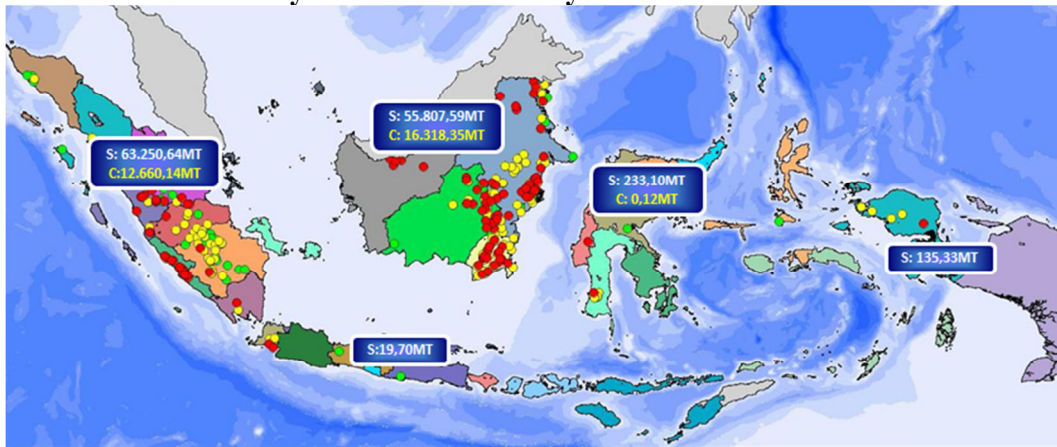 S: 55.807,59MT
C: 16.318,35MT
S: 63.250,64MT
C:12.660,14MT
S: 233,10MT
C: 0,12MT
S: 135,33MT
S:19,70MT